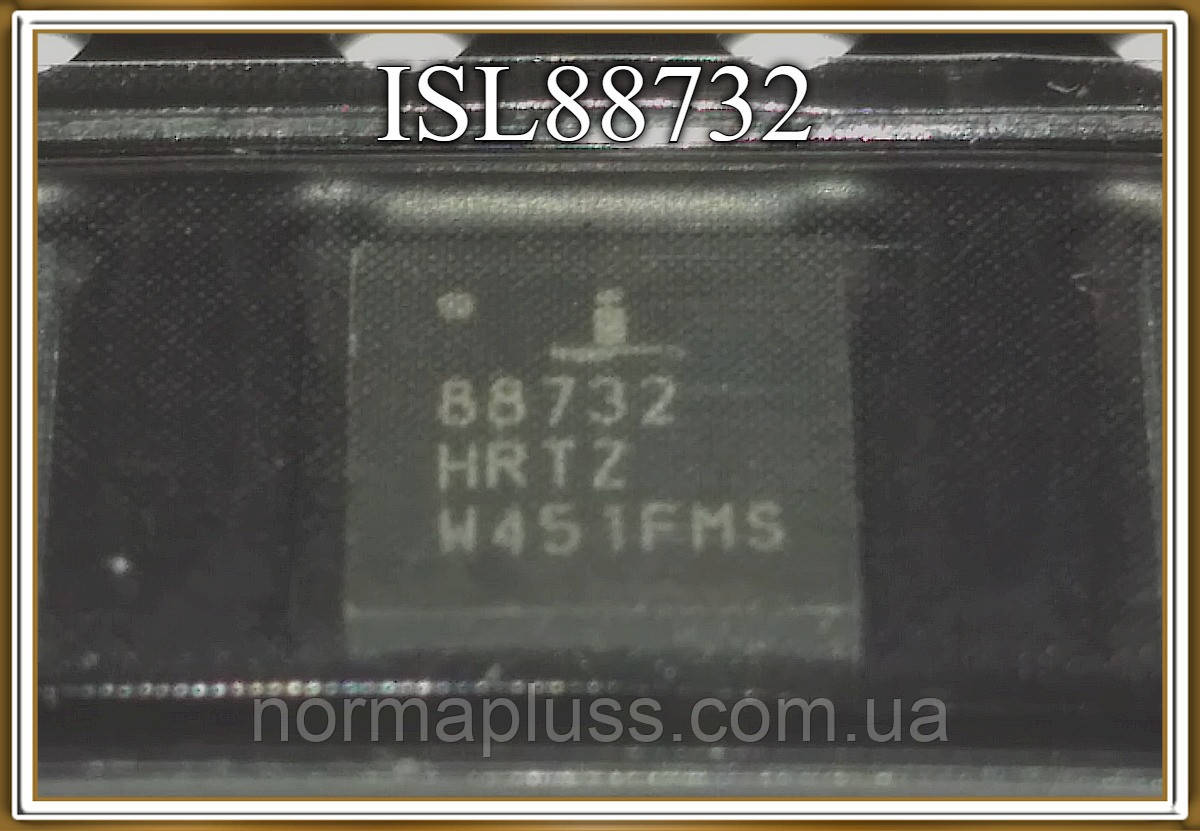 ISL88732
88732
HRTZ
W451FMS
normapluss.com.ua